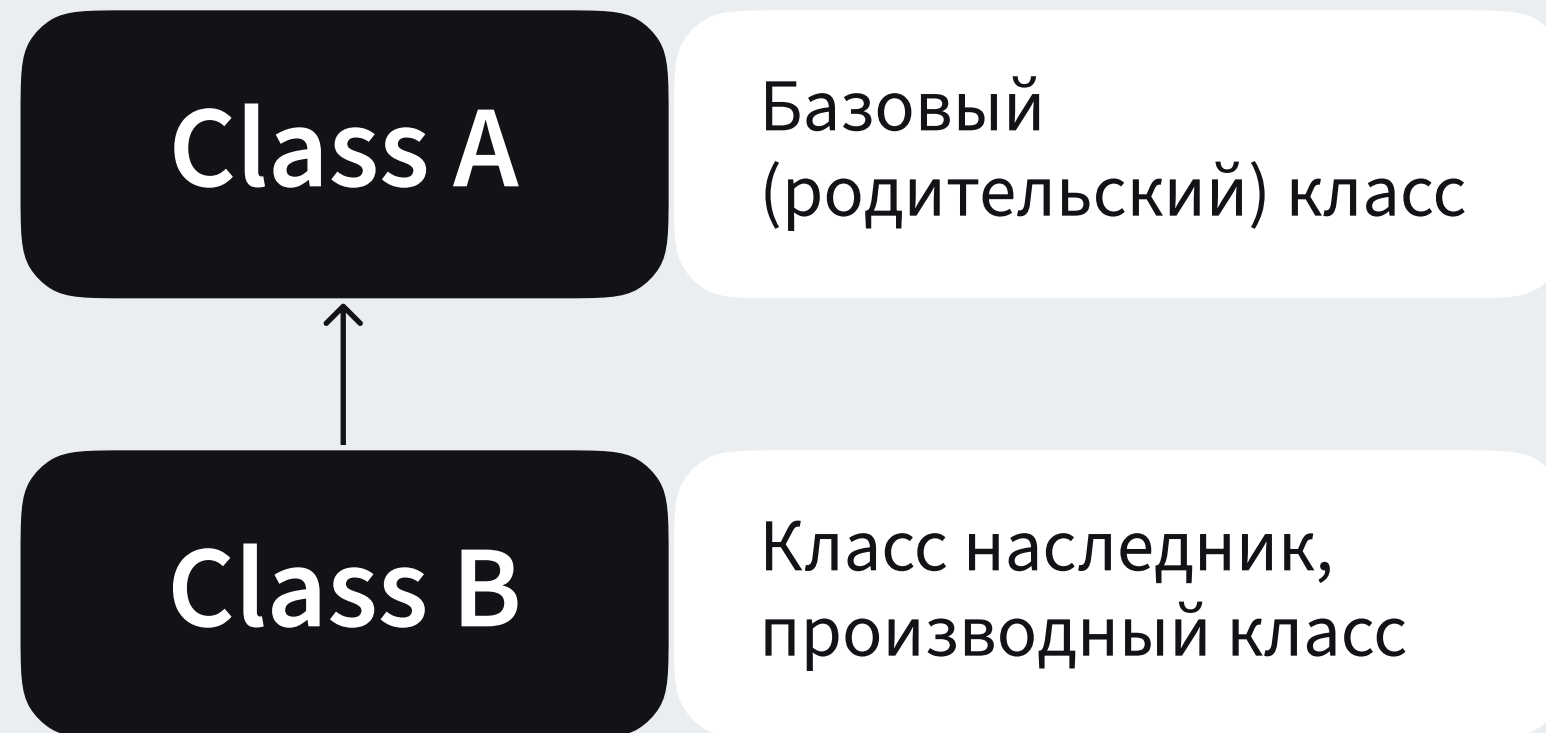 Class A
Базовый
(родительский) класс
Class B
Класс наследник,
производный класс